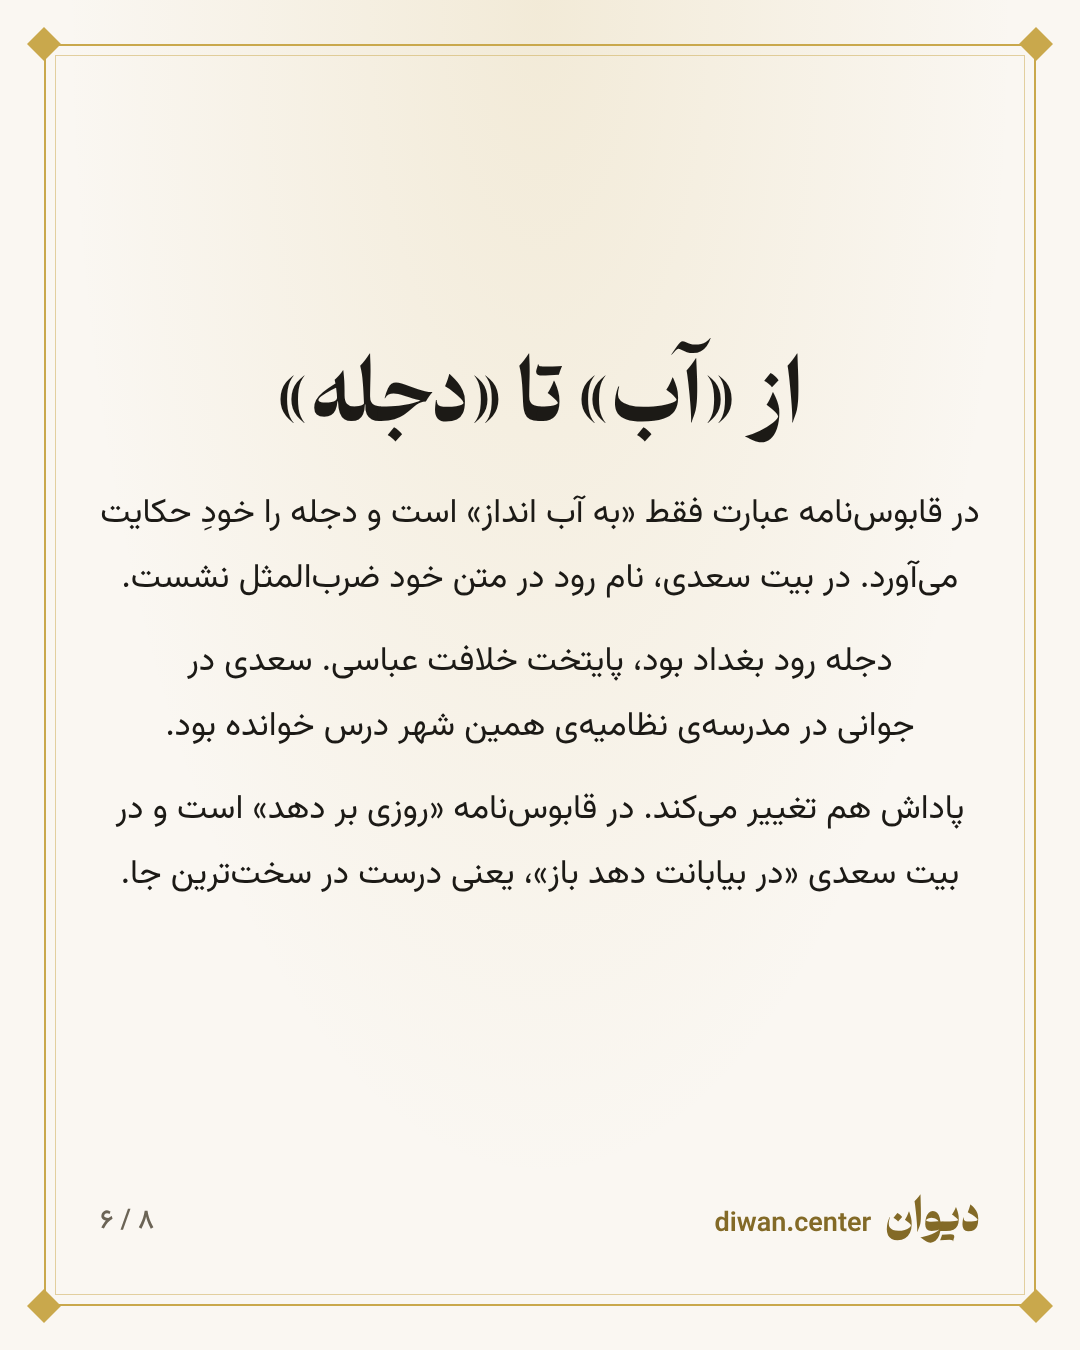 از «آب» تا «دجله»
در قابوس‌نامه عبارت فقط «به آب انداز» است و دجله را خودِ حکایت
می‌آورد. در بیت سعدی، نام رود در متن خود ضرب‌المثل نشست.
دجله رود بغداد بود، پایتخت خلافت عباسی. سعدی در
جوانی در مدرسه‌ی نظامیه‌ی همین شهر درس خوانده بود.
پاداش هم تغییر می‌کند. در قابوس‌نامه «روزی بر دهد» است و در
بیت سعدی «در بیابانت دهد باز»، یعنی درست در سخت‌ترین جا.
دیوان diwan.center
۶ / ۸